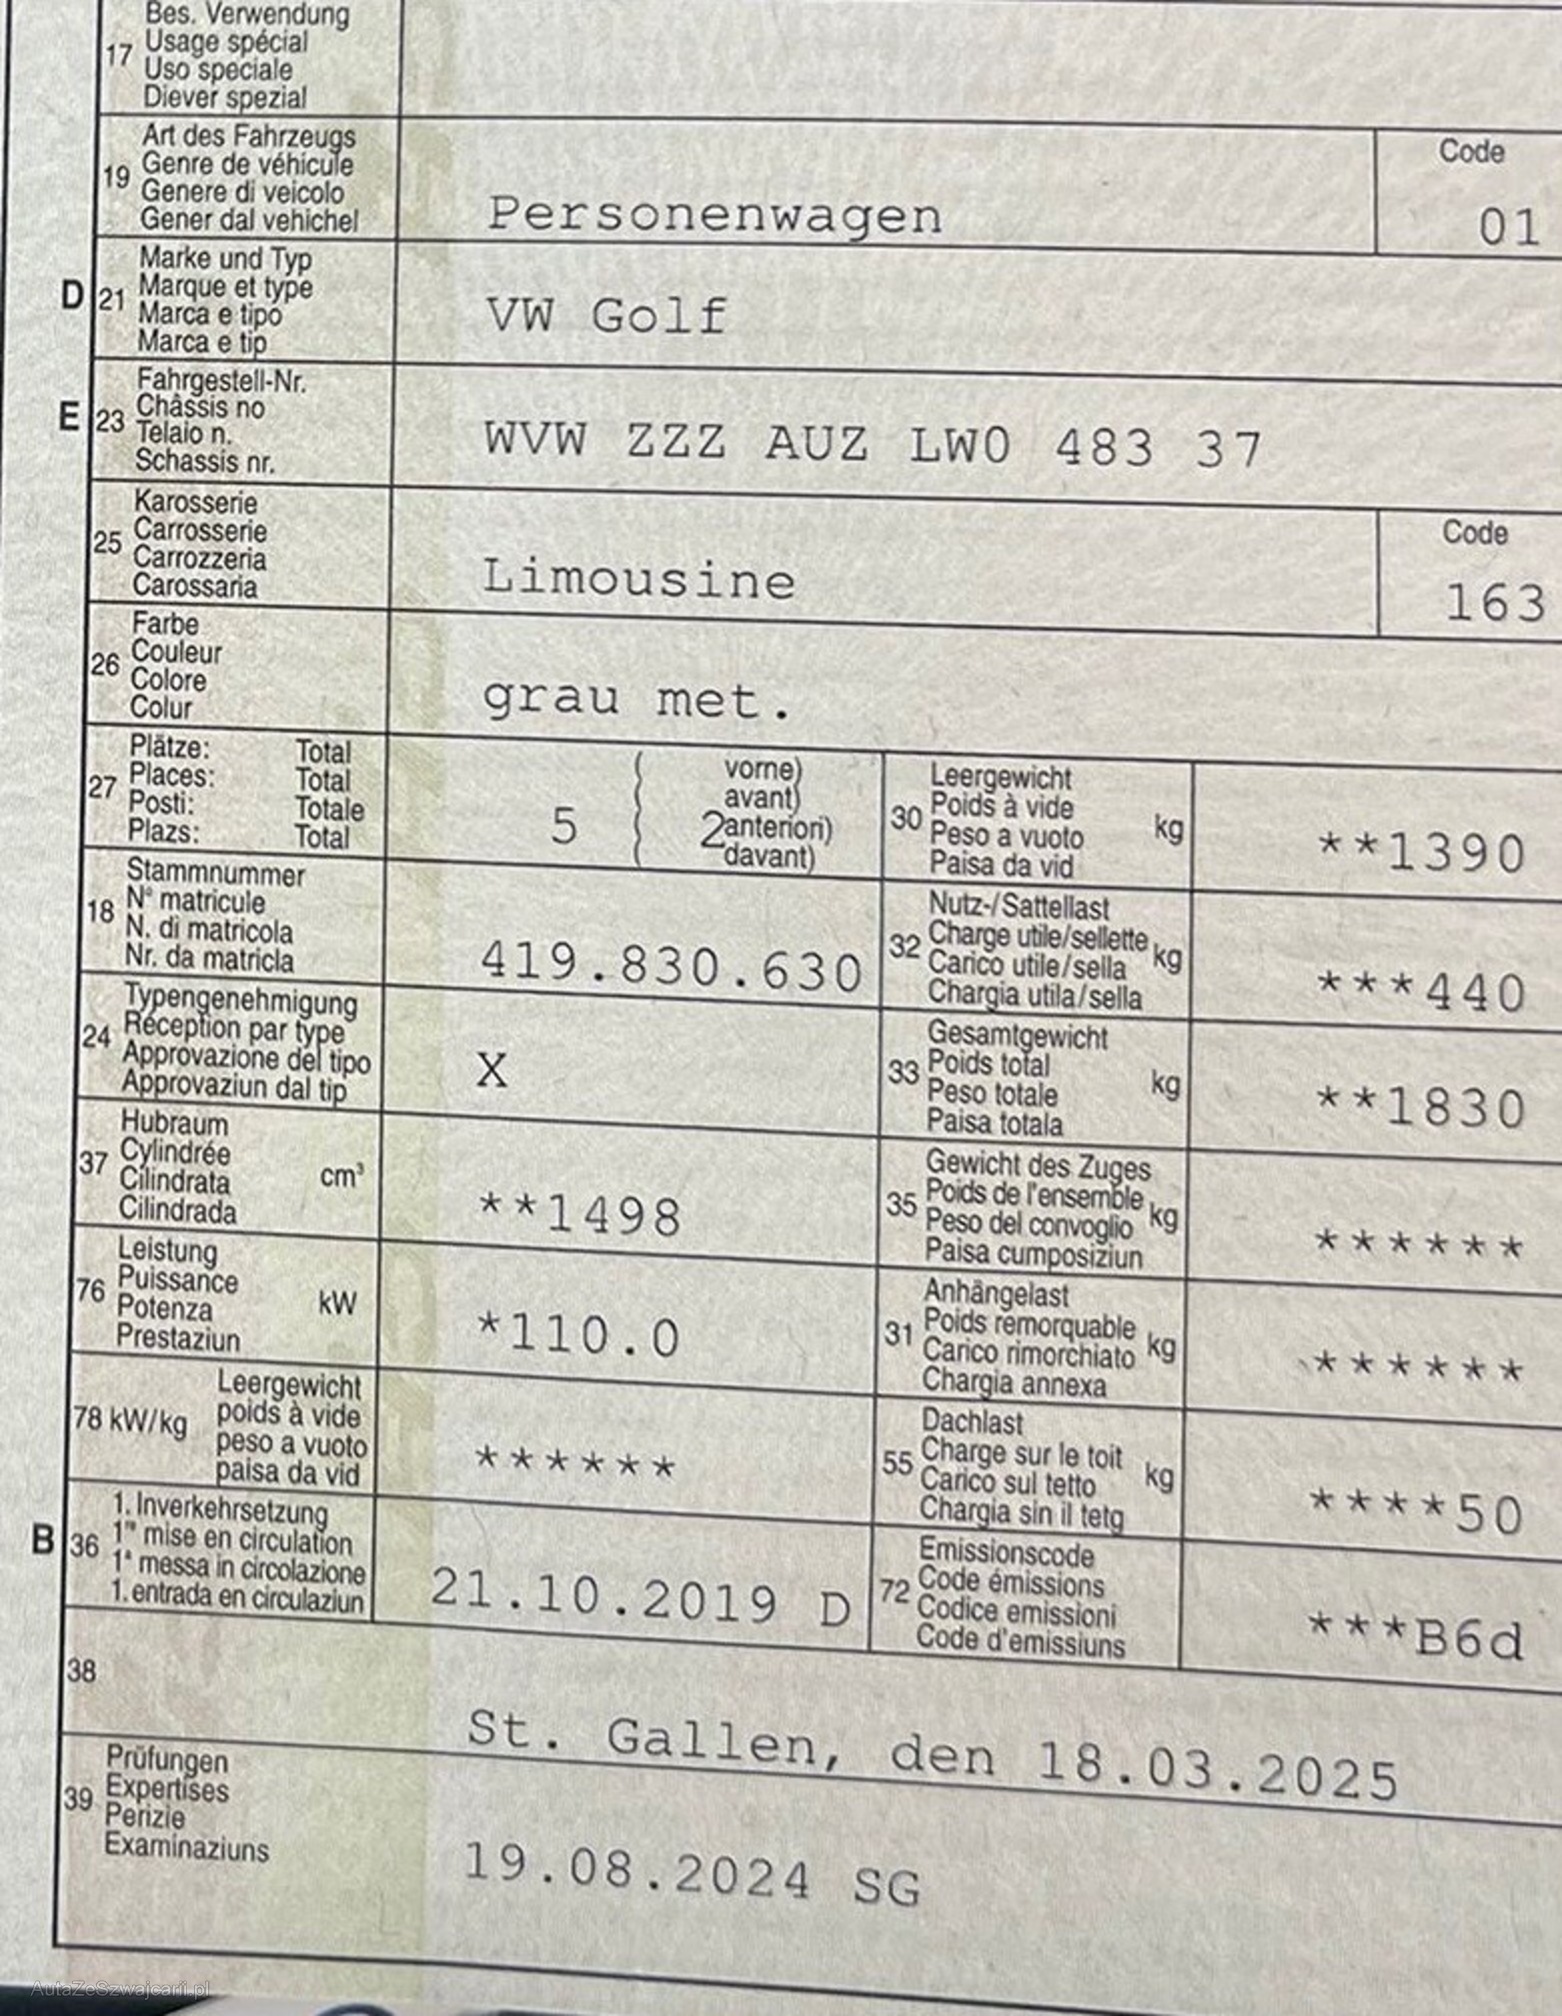 Bes. Verwendung
17 Usage spécial
Uso speciale
Diever spezial
Art des Fahrzeugs
19 Genre de véhicule
Genere di veicolo
Gener dal vehichel
Personenwagen
Code
01
Marke und Typ
D 21 Marque et type
Marca e tipo
Marca e tip
VW Golf
Fahrgestell-Nr.
E 23 Châssis no
Telaio n.
Schassis nr.
WVW ZZZ AUZ LW0 483 37
Karosserie
25 Carrosserie
Carrozzeria
Carossaria
Limousine
Code
163
Farbe
26 Couleur
Colore
Colur
grau met.
Plätze: Total
27 Places: Total
Posti: Totale
Plazs: Total
5
vorne)
avant)
2 anteriori)
davant)
Leergewicht
30 Poids à vide
Peso a vuoto kg
Paisa da vid
**1390
Stammnummer
18 N° matricule
N. di matricola
Nr. da matricla
419.830.630
Nutz-/Sattellast
32 Charge utile/sellette kg
Carico utile/sella
Chargia utila/sella
***440
Typengenehmigung
24 Réception par type
Approvazione del tipo
Approvaziun dal tip
X
Gesamtgewicht
33 Poids total
Peso totale kg
Paisa totala
**1830
Hubraum
37 Cylindrée
Cilindrata cm³
Cilindrada
**1498
Gewicht des Zuges
35 Poids de l'ensemble kg
Peso del convoglio
Paisa cumposiziun
******
Leistung
76 Puissance
Potenza kW
Prestaziun
*110.0
Anhängelast
31 Poids remorquable
Carico rimorchiato kg
Chargia annexa
******
Leergewicht
78 kW/kg poids à vide
peso a vuoto
paisa da vid
******
Dachlast
55 Charge sur le toit
Carico sul tetto kg
Chargia sin il tetg
****50
1. Inverkehrsetzung
B 36 1re mise en circulation
1a messa in circolazione
1. entrada en circulaziun
21.10.2019 D
Emissionscode
72 Code émissions
Codice emissioni
Code d'emissiuns
***B6d
38
St. Gallen, den 18.03.2025
Prüfungen
39 Expertises
Perizie
Examinaziuns
19.08.2024 SG
AutaZeSzwajcarii.pl